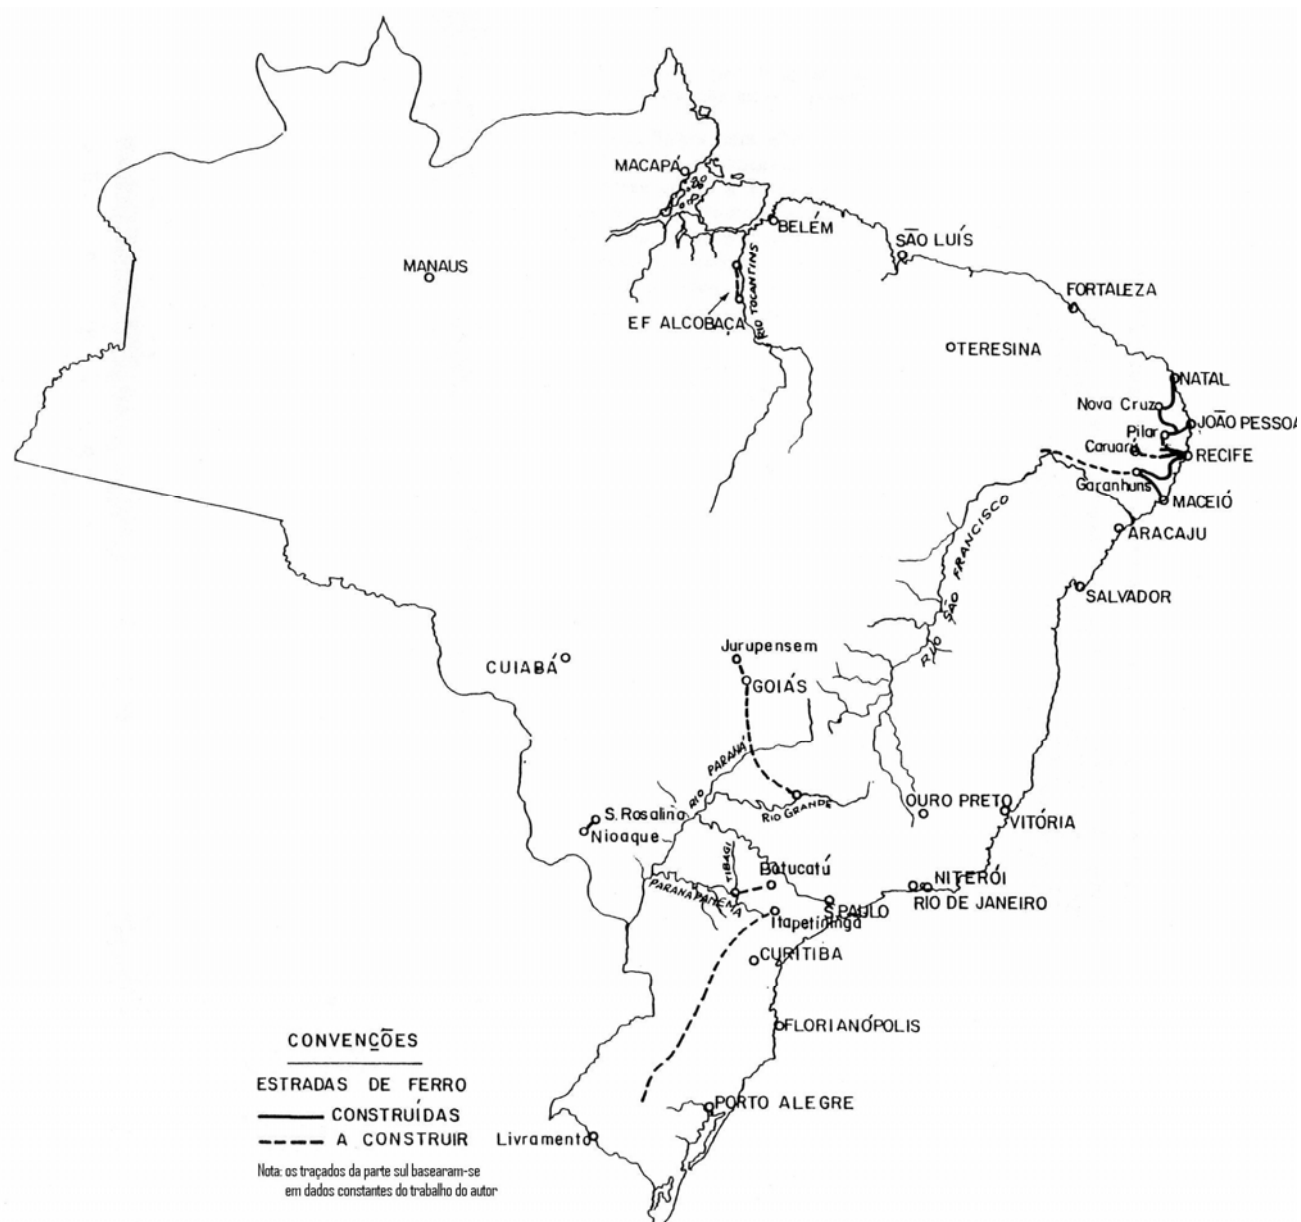 MACAPÁ
BELÉM
SÃO LUÍS
MANAUS
FORTALEZA
EF ALCOBAÇA
RIO TOCANTINS
TERESINA
NATAL
Nova Cruz
JOÃO PESSOA
Pilar
Caruarú
RECIFE
Garanhuns
MACEIÓ
ARACAJU
RIO SÃO FRANCISCO
SALVADOR
Jurupensem
CUIABÁ
GOIÁS
RIO PARANÁ
OURO PRETO
RIO GRANDE
VITÓRIA
S. Rosalina
Nioaque
TIBAGI
Botucatú
NITERÓI
PARANAPANEMA
RIO DE JANEIRO
S.PAULO
Itapetininga
CURITIBA
FLORIANÓPOLIS
CONVENÇÕES
ESTRADAS DE FERRO
CONSTRUÍDAS
A CONSTRUIR
PORTO ALEGRE
Livramento
Nota: os traçados da parte sul basearam-se
em dados constantes do trabalho do autor